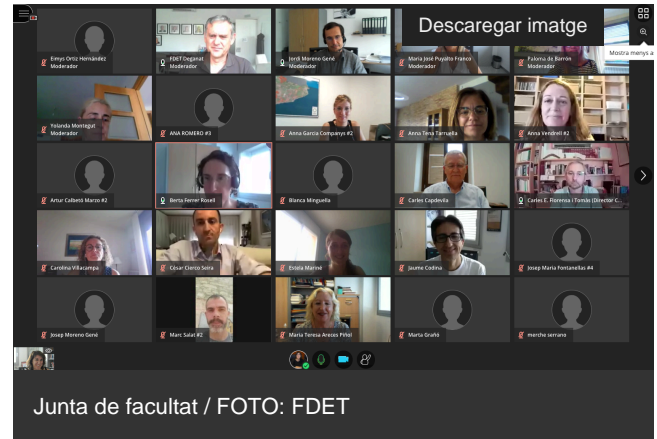 Descaregar imatge
Mostra menys a
Eimys Ortiz Hernández
Moderador
FDET Deganat
Moderador
Jordi Moreno Gené
Moderador
Maria José Puyalto Franco
Moderador
Paloma de Barrón
Moderador
Yolanda Montegut
Moderador
ANA ROMERO #3
Anna Garcia Companys #2
Anna Tena Tarruella
Anna Vendrell #2
Artur Calbetó Marzo #2
Berta Ferrer Rosell
Blanca Minguella
Carles Capdevila
Carles E. Florensa i Tomàs (Director C...
Carolina Villacampa
César Cierco Seira
Estela Mariné
Jaume Codina
Josep Maria Fontanellas #4
Josep Moreno Gené
Marc Salat #2
Maria Teresa Areces Piñol
Marta Grañó
merche serrano
Junta de facultat / FOTO: FDET